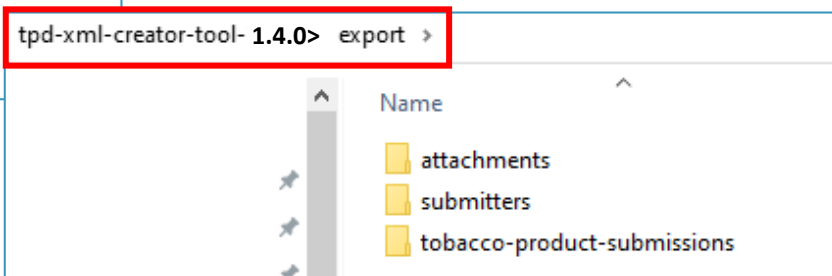 tpd-xml-creator-tool- 1.4.0> export >
Name
attachments
submitters
tobacco-product-submissions